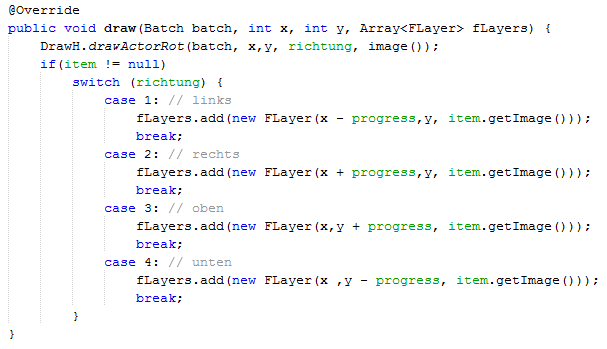 @Override
public void draw(Batch batch, int x, int y, Array<FLayer> fLayers) {
    DrawH.drawActorRot(batch, x,y, richtung, image());
    if(item != null)
        switch (richtung) {
            case 1: // links
                fLayers.add(new FLayer(x - progress,y, item.getImage()));
                break;
            case 2: // rechts
                fLayers.add(new FLayer(x + progress,y, item.getImage()));
                break;
            case 3: // oben
                fLayers.add(new FLayer(x,y + progress, item.getImage()));
                break;
            case 4: // unten
                fLayers.add(new FLayer(x ,y - progress, item.getImage()));
                break;
        }
}